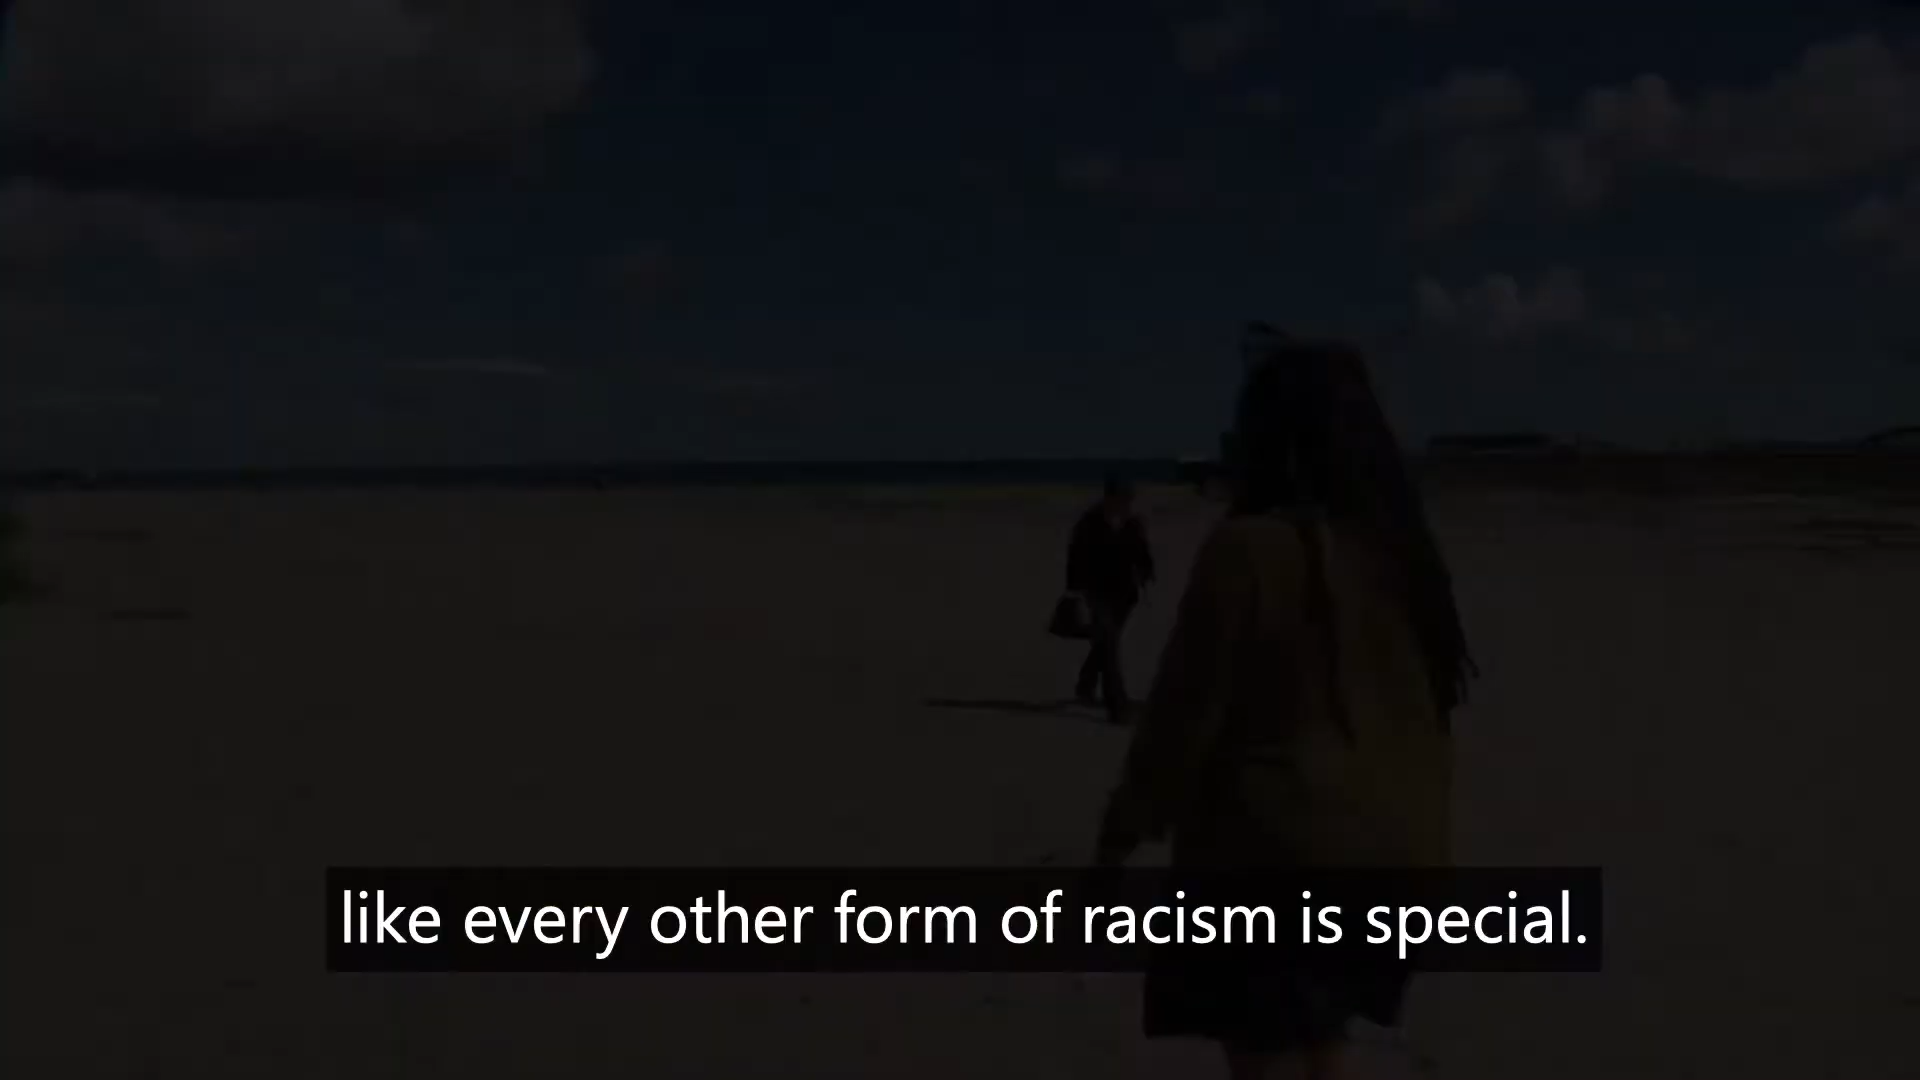 like every other form of racism is special.